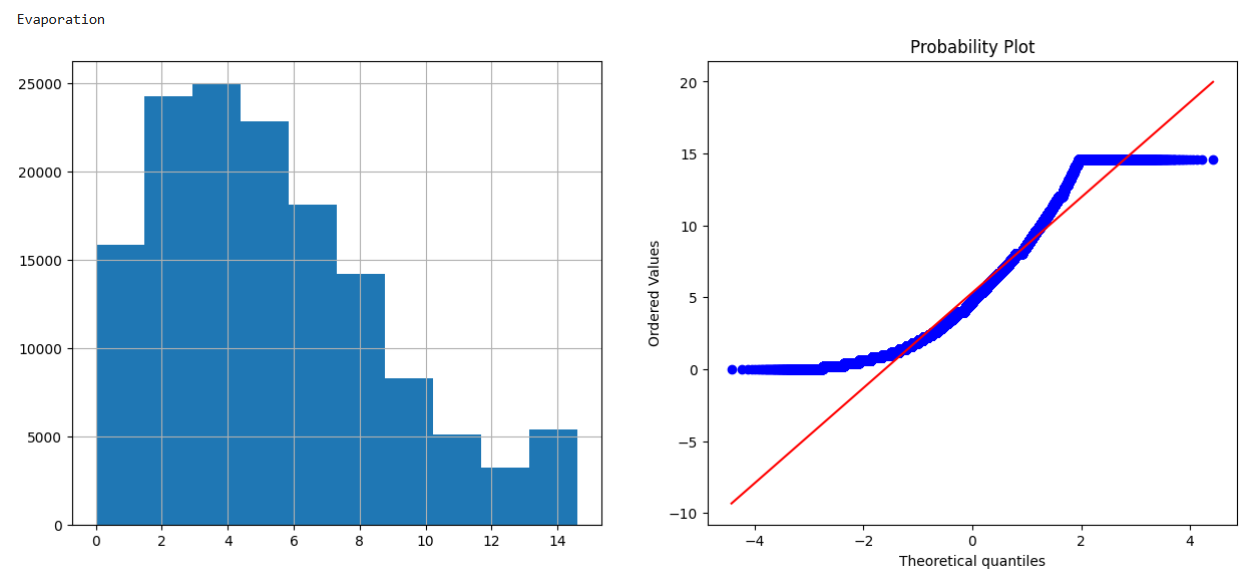 Evaporation
25000
20000
15000
10000
5000
0
0 2 4 6 8 10 12 14
Probability Plot
Ordered Values
20
15
10
5
0
−5
−10
−4 −2 0 2 4
Theoretical quantiles